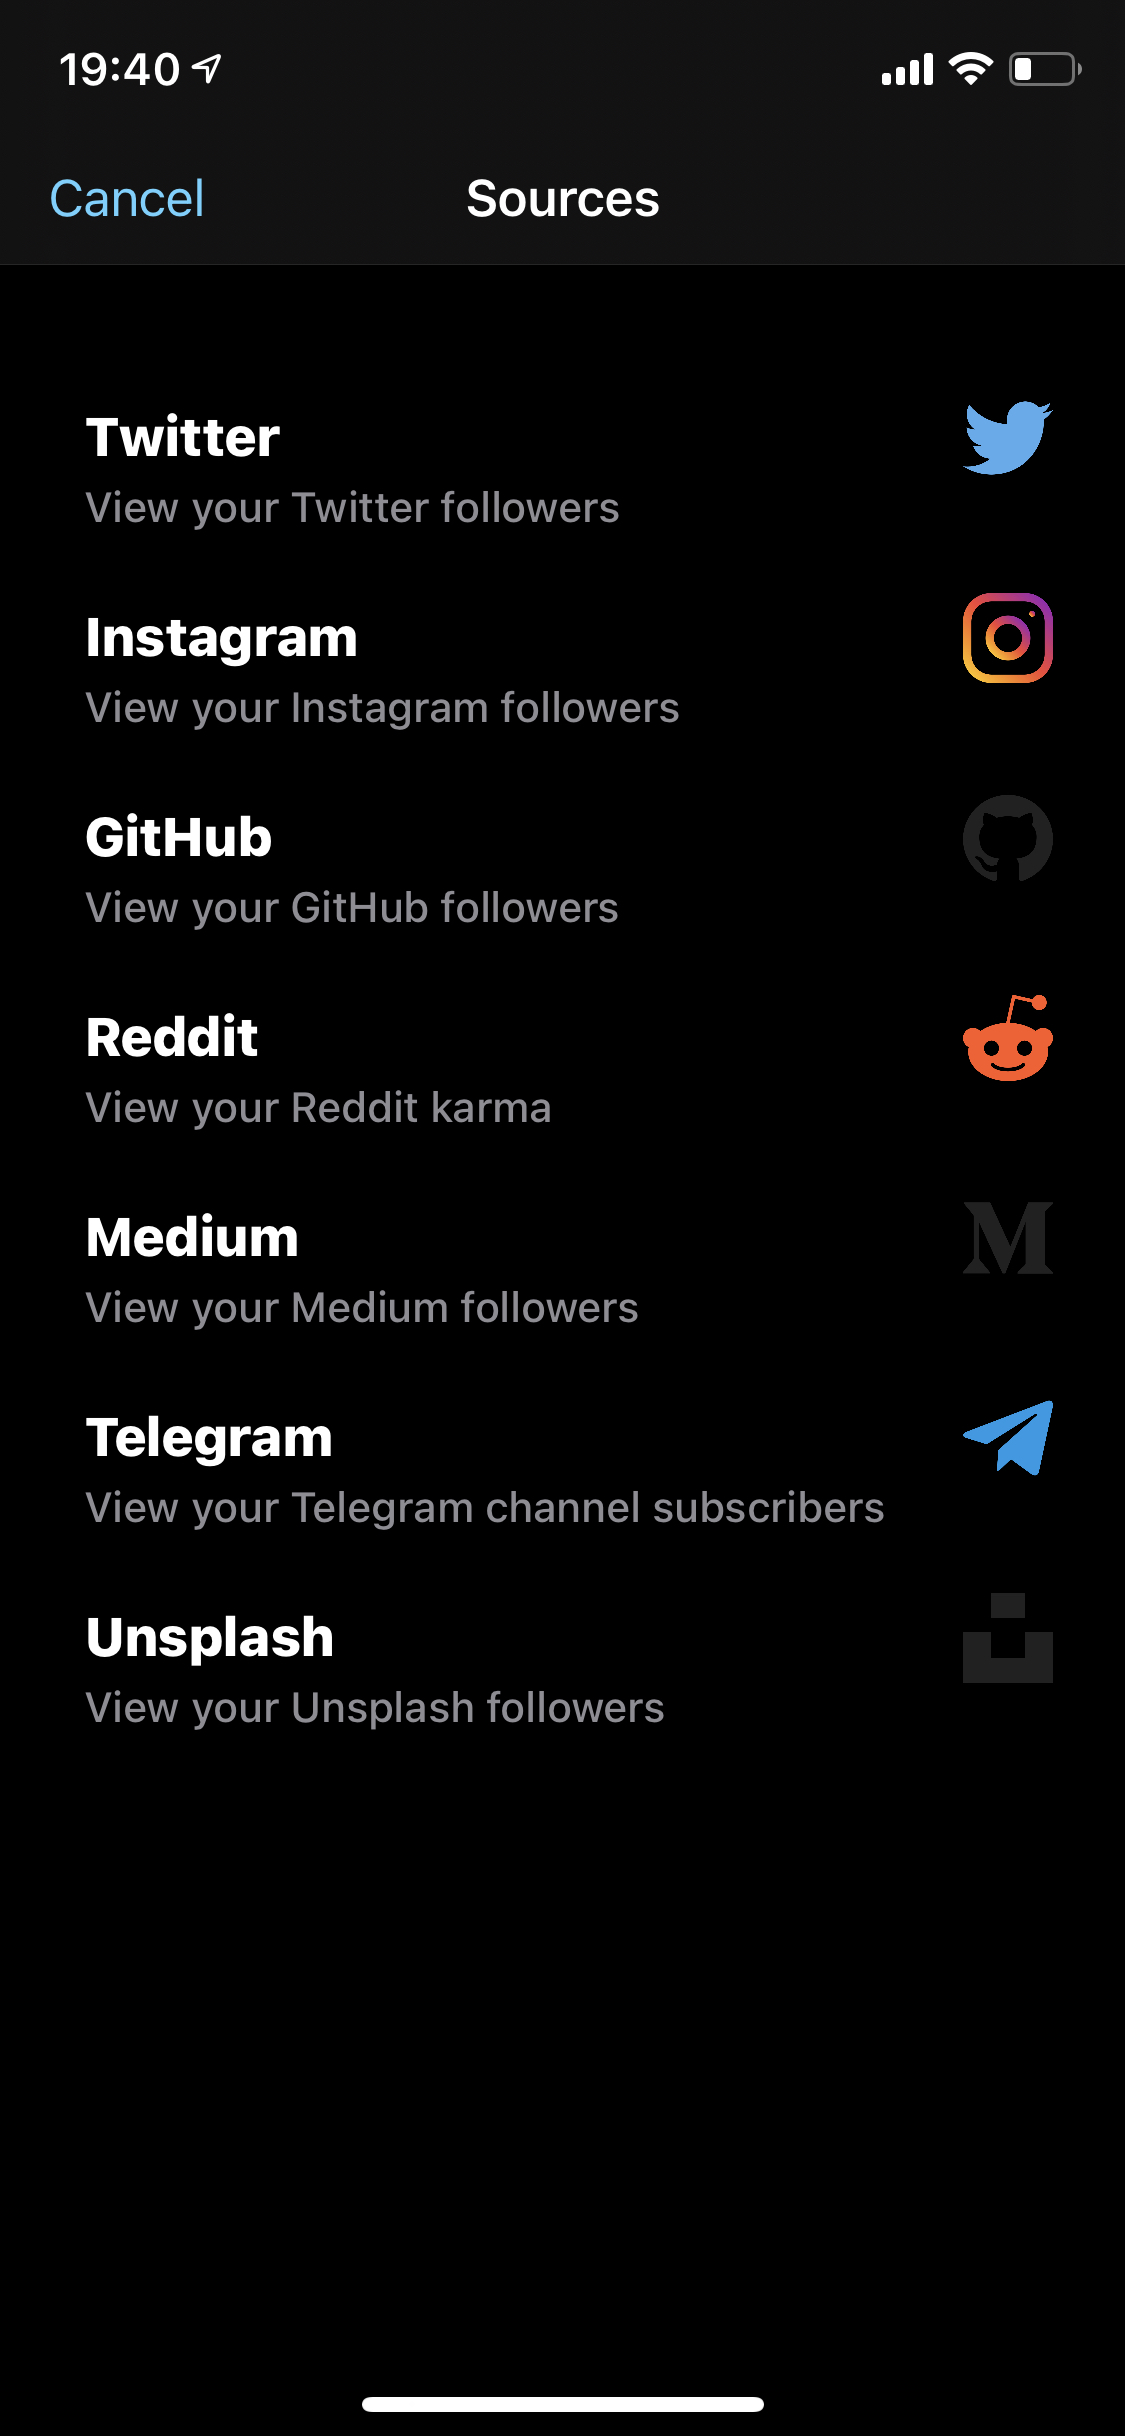 19:40
Cancel
Sources
Twitter
View your Twitter followers
Instagram
View your Instagram followers
GitHub
View your GitHub followers
Reddit
View your Reddit karma
Medium
View your Medium followers
Telegram
View your Telegram channel subscribers
Unsplash
View your Unsplash followers